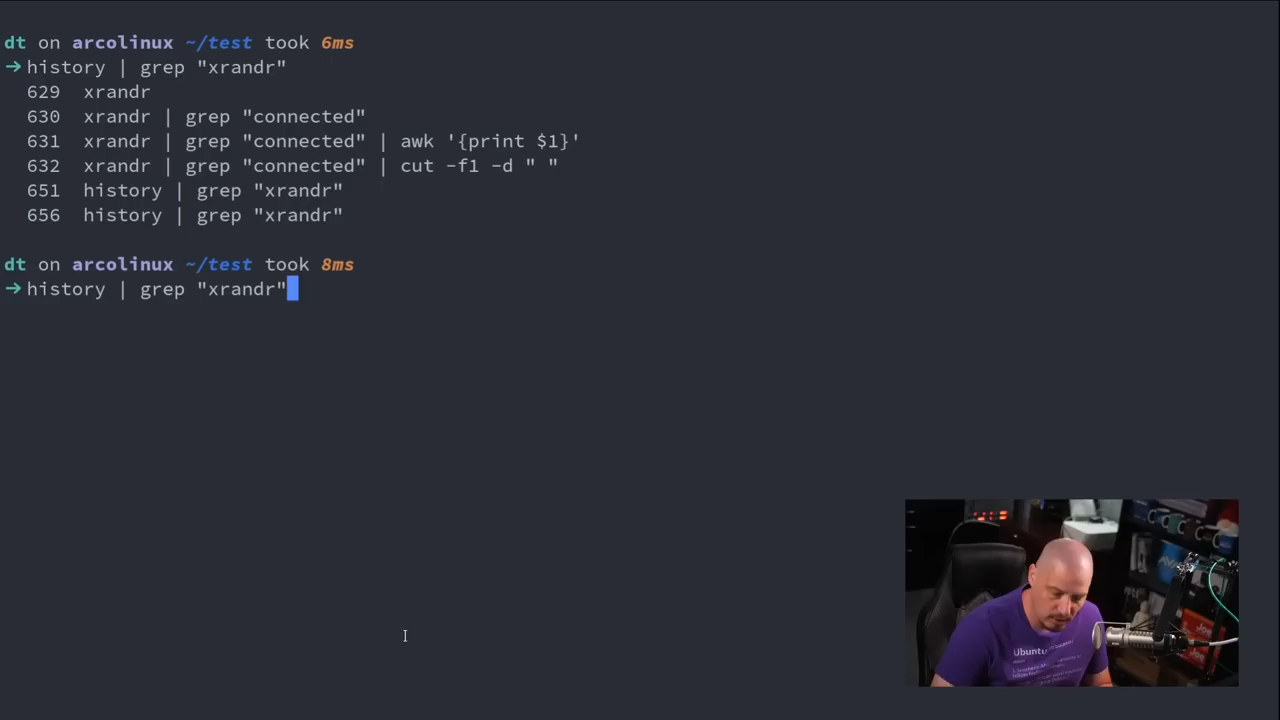 dt on arcolinux ~/test took 6ms
→ history | grep "xrandr"
629 xrandr
630 xrandr | grep "connected"
631 xrandr | grep "connected" | awk '{print $1}'
632 xrandr | grep "connected" | cut -f1 -d " "
651 history | grep "xrandr"
656 history | grep "xrandr"
dt on arcolinux ~/test took 8ms
→ history | grep "xrandr"